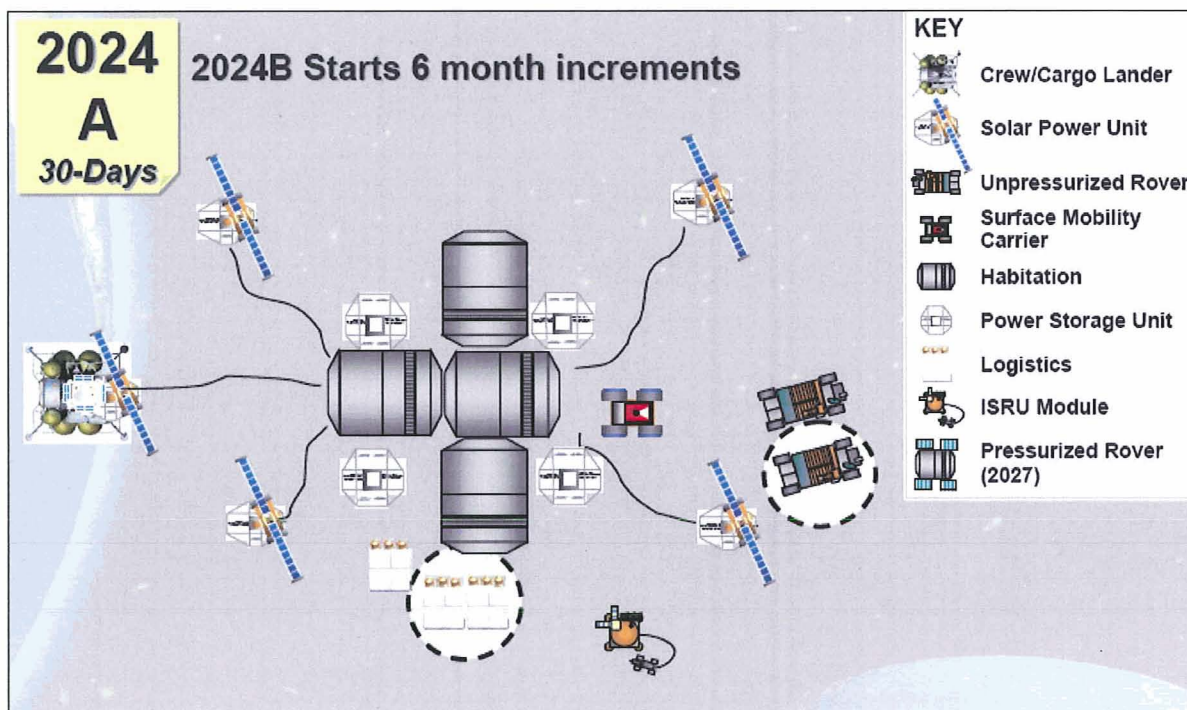 2024
A
30-Days
2024B Starts 6 month increments
KEY
Crew/Cargo Lander
Solar Power Unit
Unpressurized Rover
Surface Mobility
Carrier
Habitation
Power Storage Unit
Logistics
ISRU Module
Pressurized Rover
(2027)